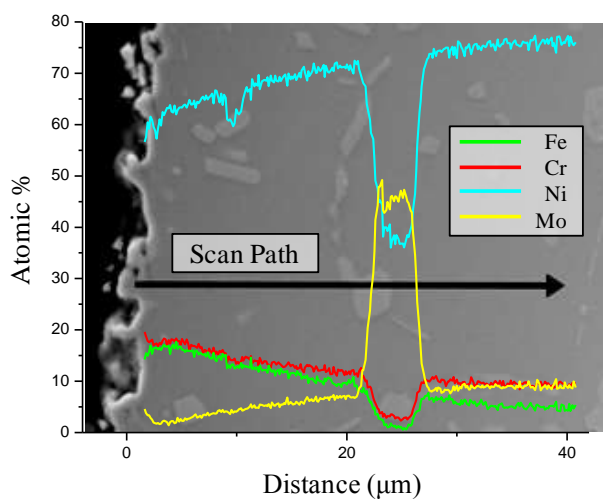 80
70
60
50
40
30
20
10
0
Atomic %
Fe
Cr
Ni
Mo
Scan Path
0 20 40
Distance (μm)